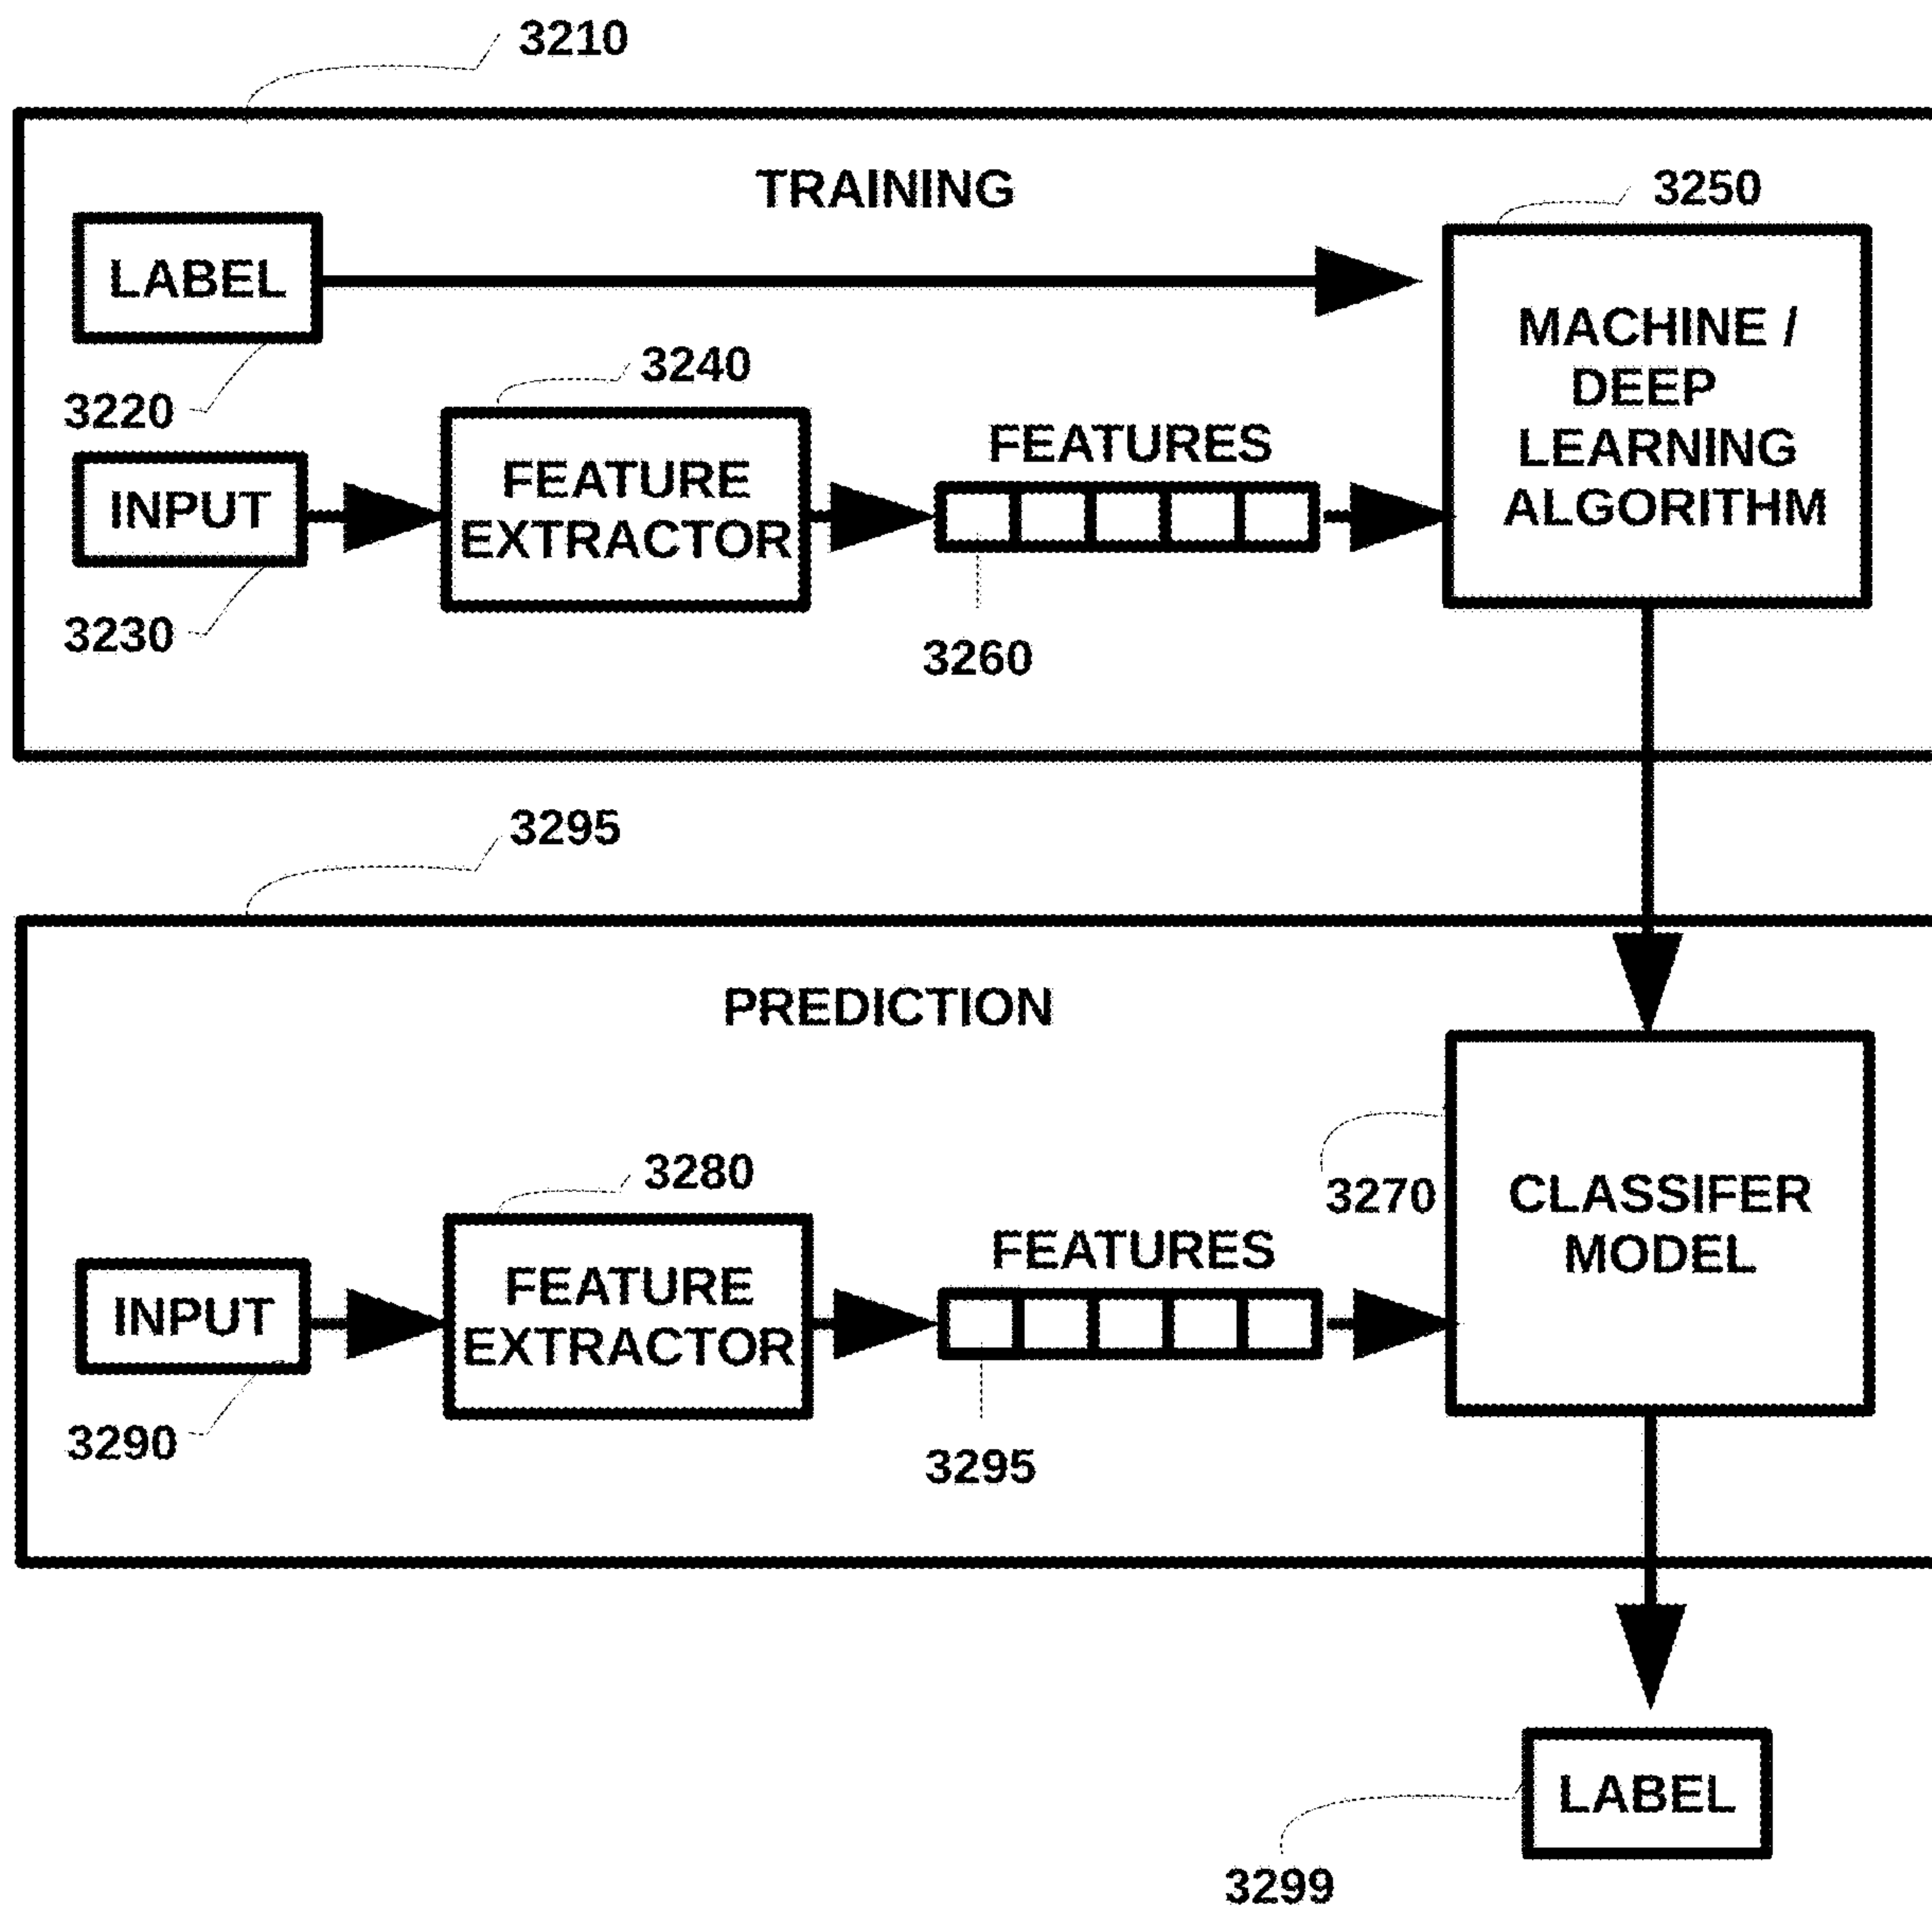 3210
TRAINING
3250
LABEL
MACHINE /
DEEP
LEARNING
ALGORITHM
3220
3240
FEATURES
INPUT
FEATURE
EXTRACTOR
3230
3260
3295
PREDICTION
3270
CLASSIFER
MODEL
3280
FEATURES
INPUT
FEATURE
EXTRACTOR
3290
3295
LABEL
3299